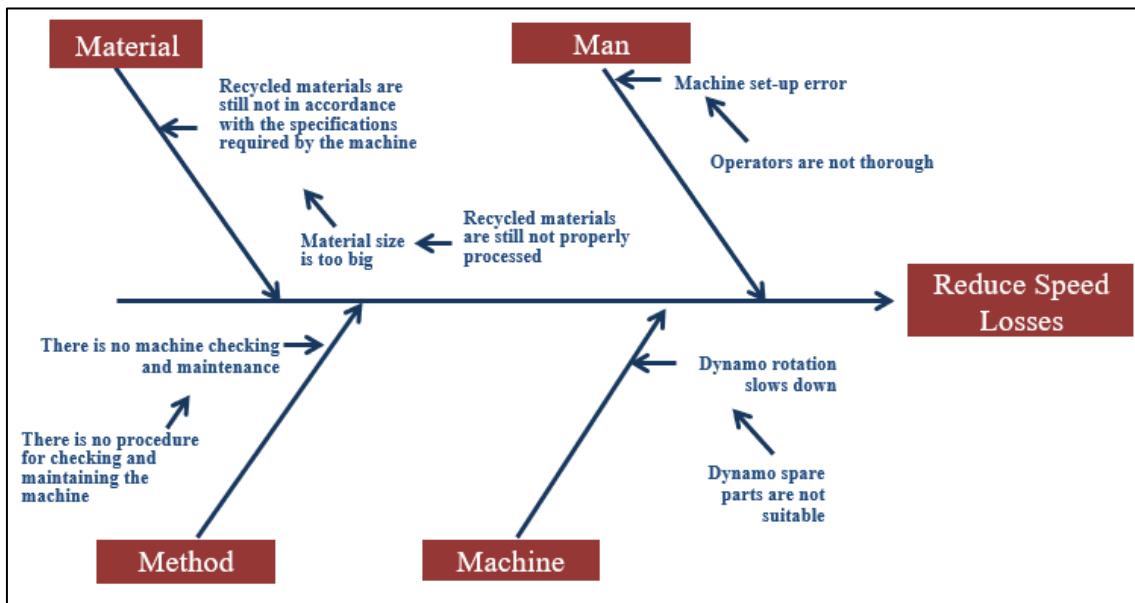 Material
Man
Recycled materials are
still not in accordance
with the specifications
required by the machine
Machine set-up error
Operators are not thorough
Material size
is too big
Recycled materials
are still not properly
processed
Reduce Speed
Losses
There is no machine checking
and maintenance
There is no procedure
for checking and
maintaining the
machine
Dynamo rotation
slows down
Dynamo spare
parts are not
suitable
Method
Machine